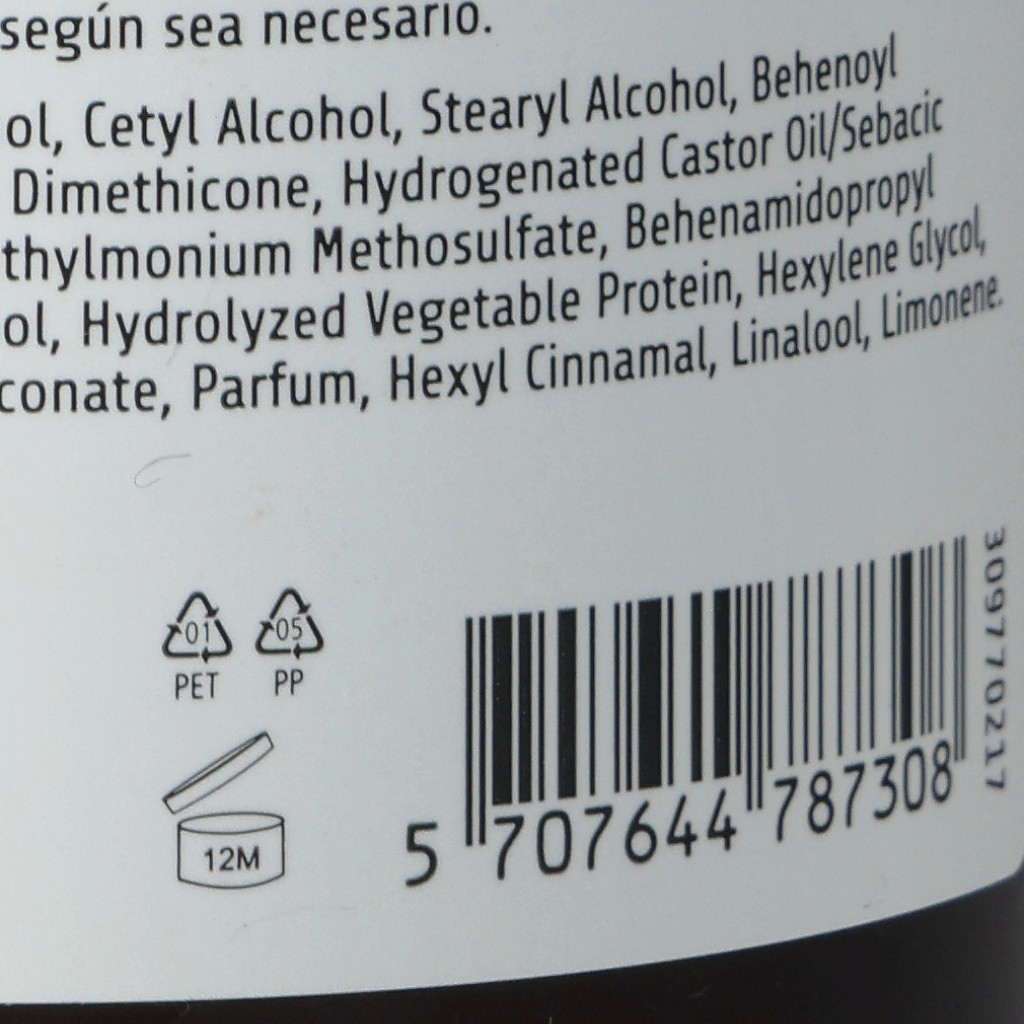 según sea necesario.
ol, Cetyl Alcohol, Stearyl Alcohol, Behenoyl
Dimethicone, Hydrogenated Castor Oil/Sebacic
thylmonium Methosulfate, Behenamidopropyl
ol, Hydrolyzed Vegetable Protein, Hexylene Glycol,
conate, Parfum, Hexyl Cinnamal, Linalool, Limonene.
01 05
PET PP
12M
5 707644 787308
309770217